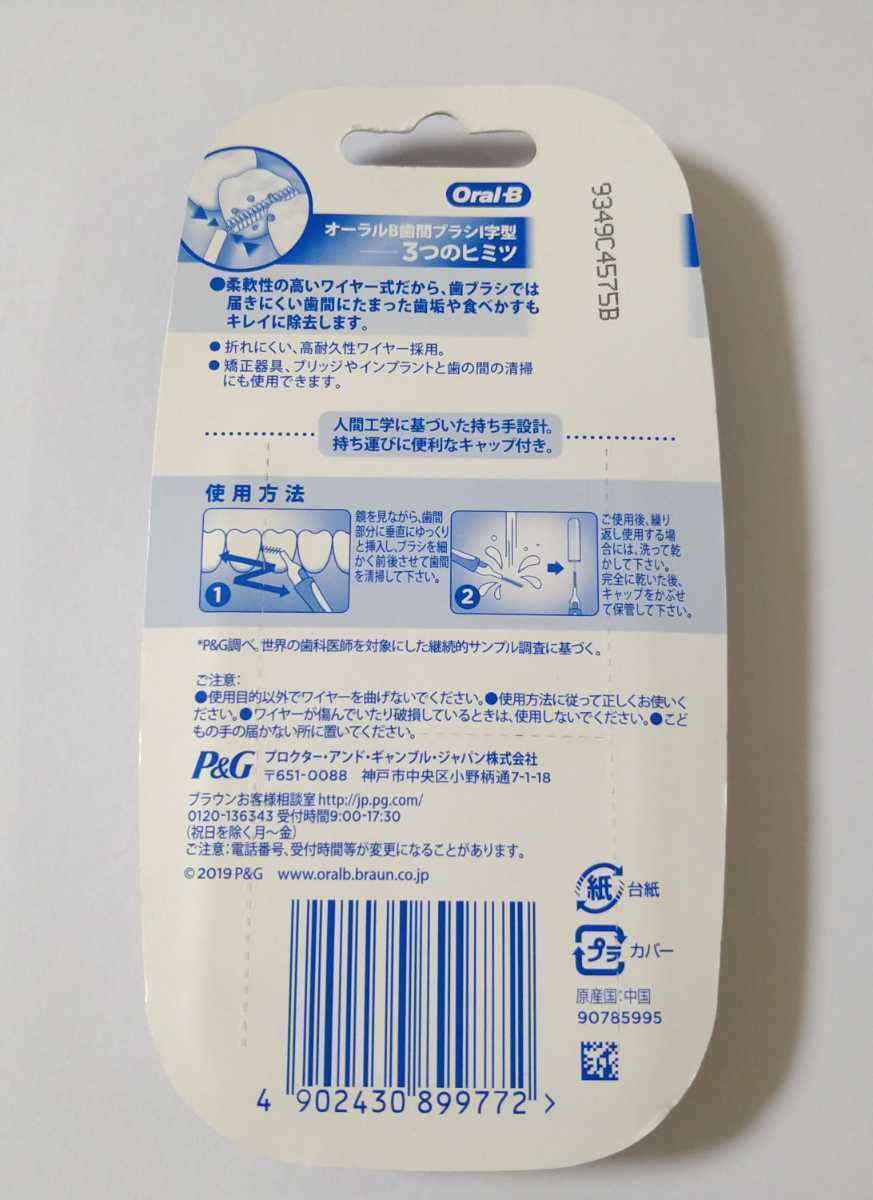 Oral-B
9349C4575B
オーラルB歯間ブラシI字型
3つのヒミツ
●柔軟性の高いワイヤー式だから、歯ブラシでは
届きにくい歯間にたまった歯垢や食べかすも
キレイに除去します。
● 折れにくい、高耐久性ワイヤー採用。
● 矯正器具、ブリッジやインプラントと歯の間の清掃
にも使用できます。
人間工学に基づいた持ち手設計。
持ち運びに便利なキャップ付き。
使用方法
1
鏡を見ながら、歯間
部分に垂直にゆっくり
と挿入し、ブラシを細
かく前後させて歯間
を清掃して下さい。
2
ご使用後、繰り
返し使用する場
合には、洗って乾
かして下さい。
完全に乾いた後、
キャップをかぶせ
て保管して下さい。
*P&G調べ。世界の歯科医師を対象にした継続的サンプル調査に基づく。
ご注意:
●使用目的以外でワイヤーを曲げないでください。●使用方法に従って正しくお使いく
ださい。●ワイヤーが傷んでいたり破損しているときは、使用しないでください。●こど
もの手の届かない所に置いてください。
P&G プロクター・アンド・ギャンブル・ジャパン株式会社
〒651-0088 神戸市中央区小野柄通7-1-18
ブラウンお客様相談室 http://jp.pg.com/
0120-136343 受付時間9:00-17:30
(祝日を除く月〜金)
ご注意:電話番号、受付時間等が変更になることがあります。
©2019 P&G www.oralb.braun.co.jp
紙 台紙
プラ カバー
原産国:中国
90785995
4 902430 899772 >